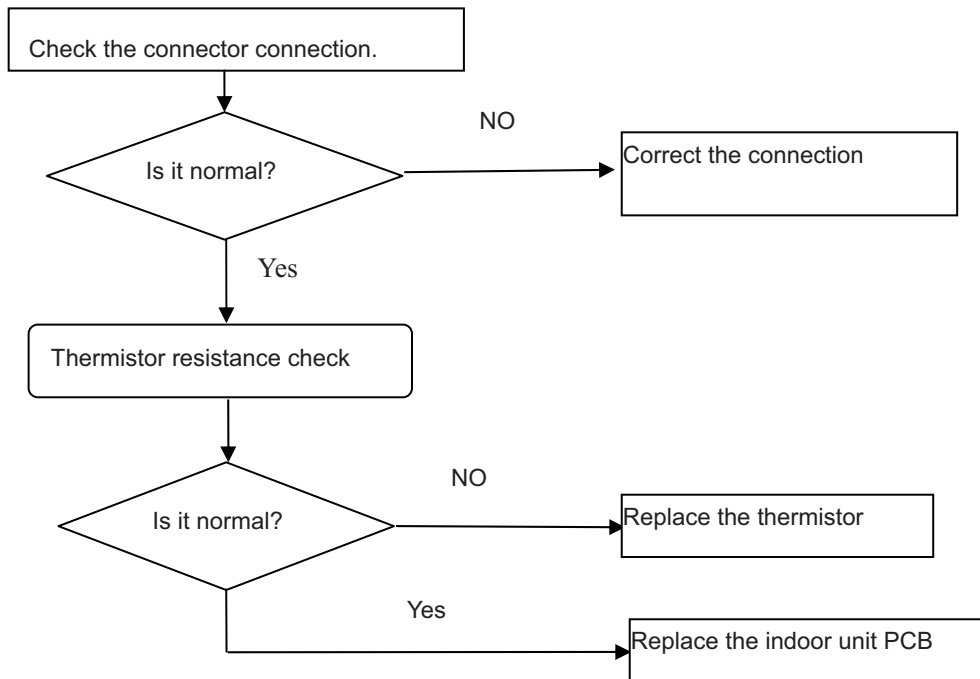 Check the connector connection.
NO
Is it normal?
Correct the connection
Yes
Thermistor resistance check
NO
Is it normal?
Replace the thermistor
Yes
Replace the indoor unit PCB